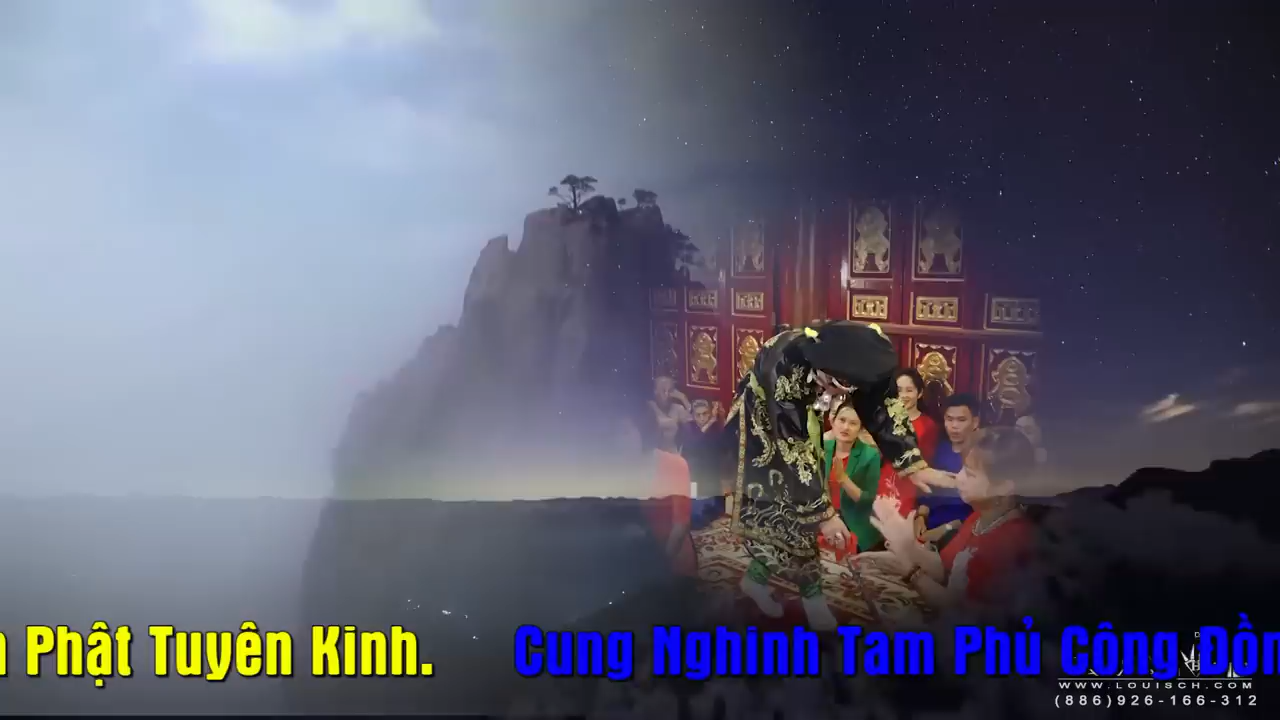 Phật Tuyên Kinh. Cung Nghinh Tam Phủ Công
WWW.LOUISCH.COM
(886)926-166-312